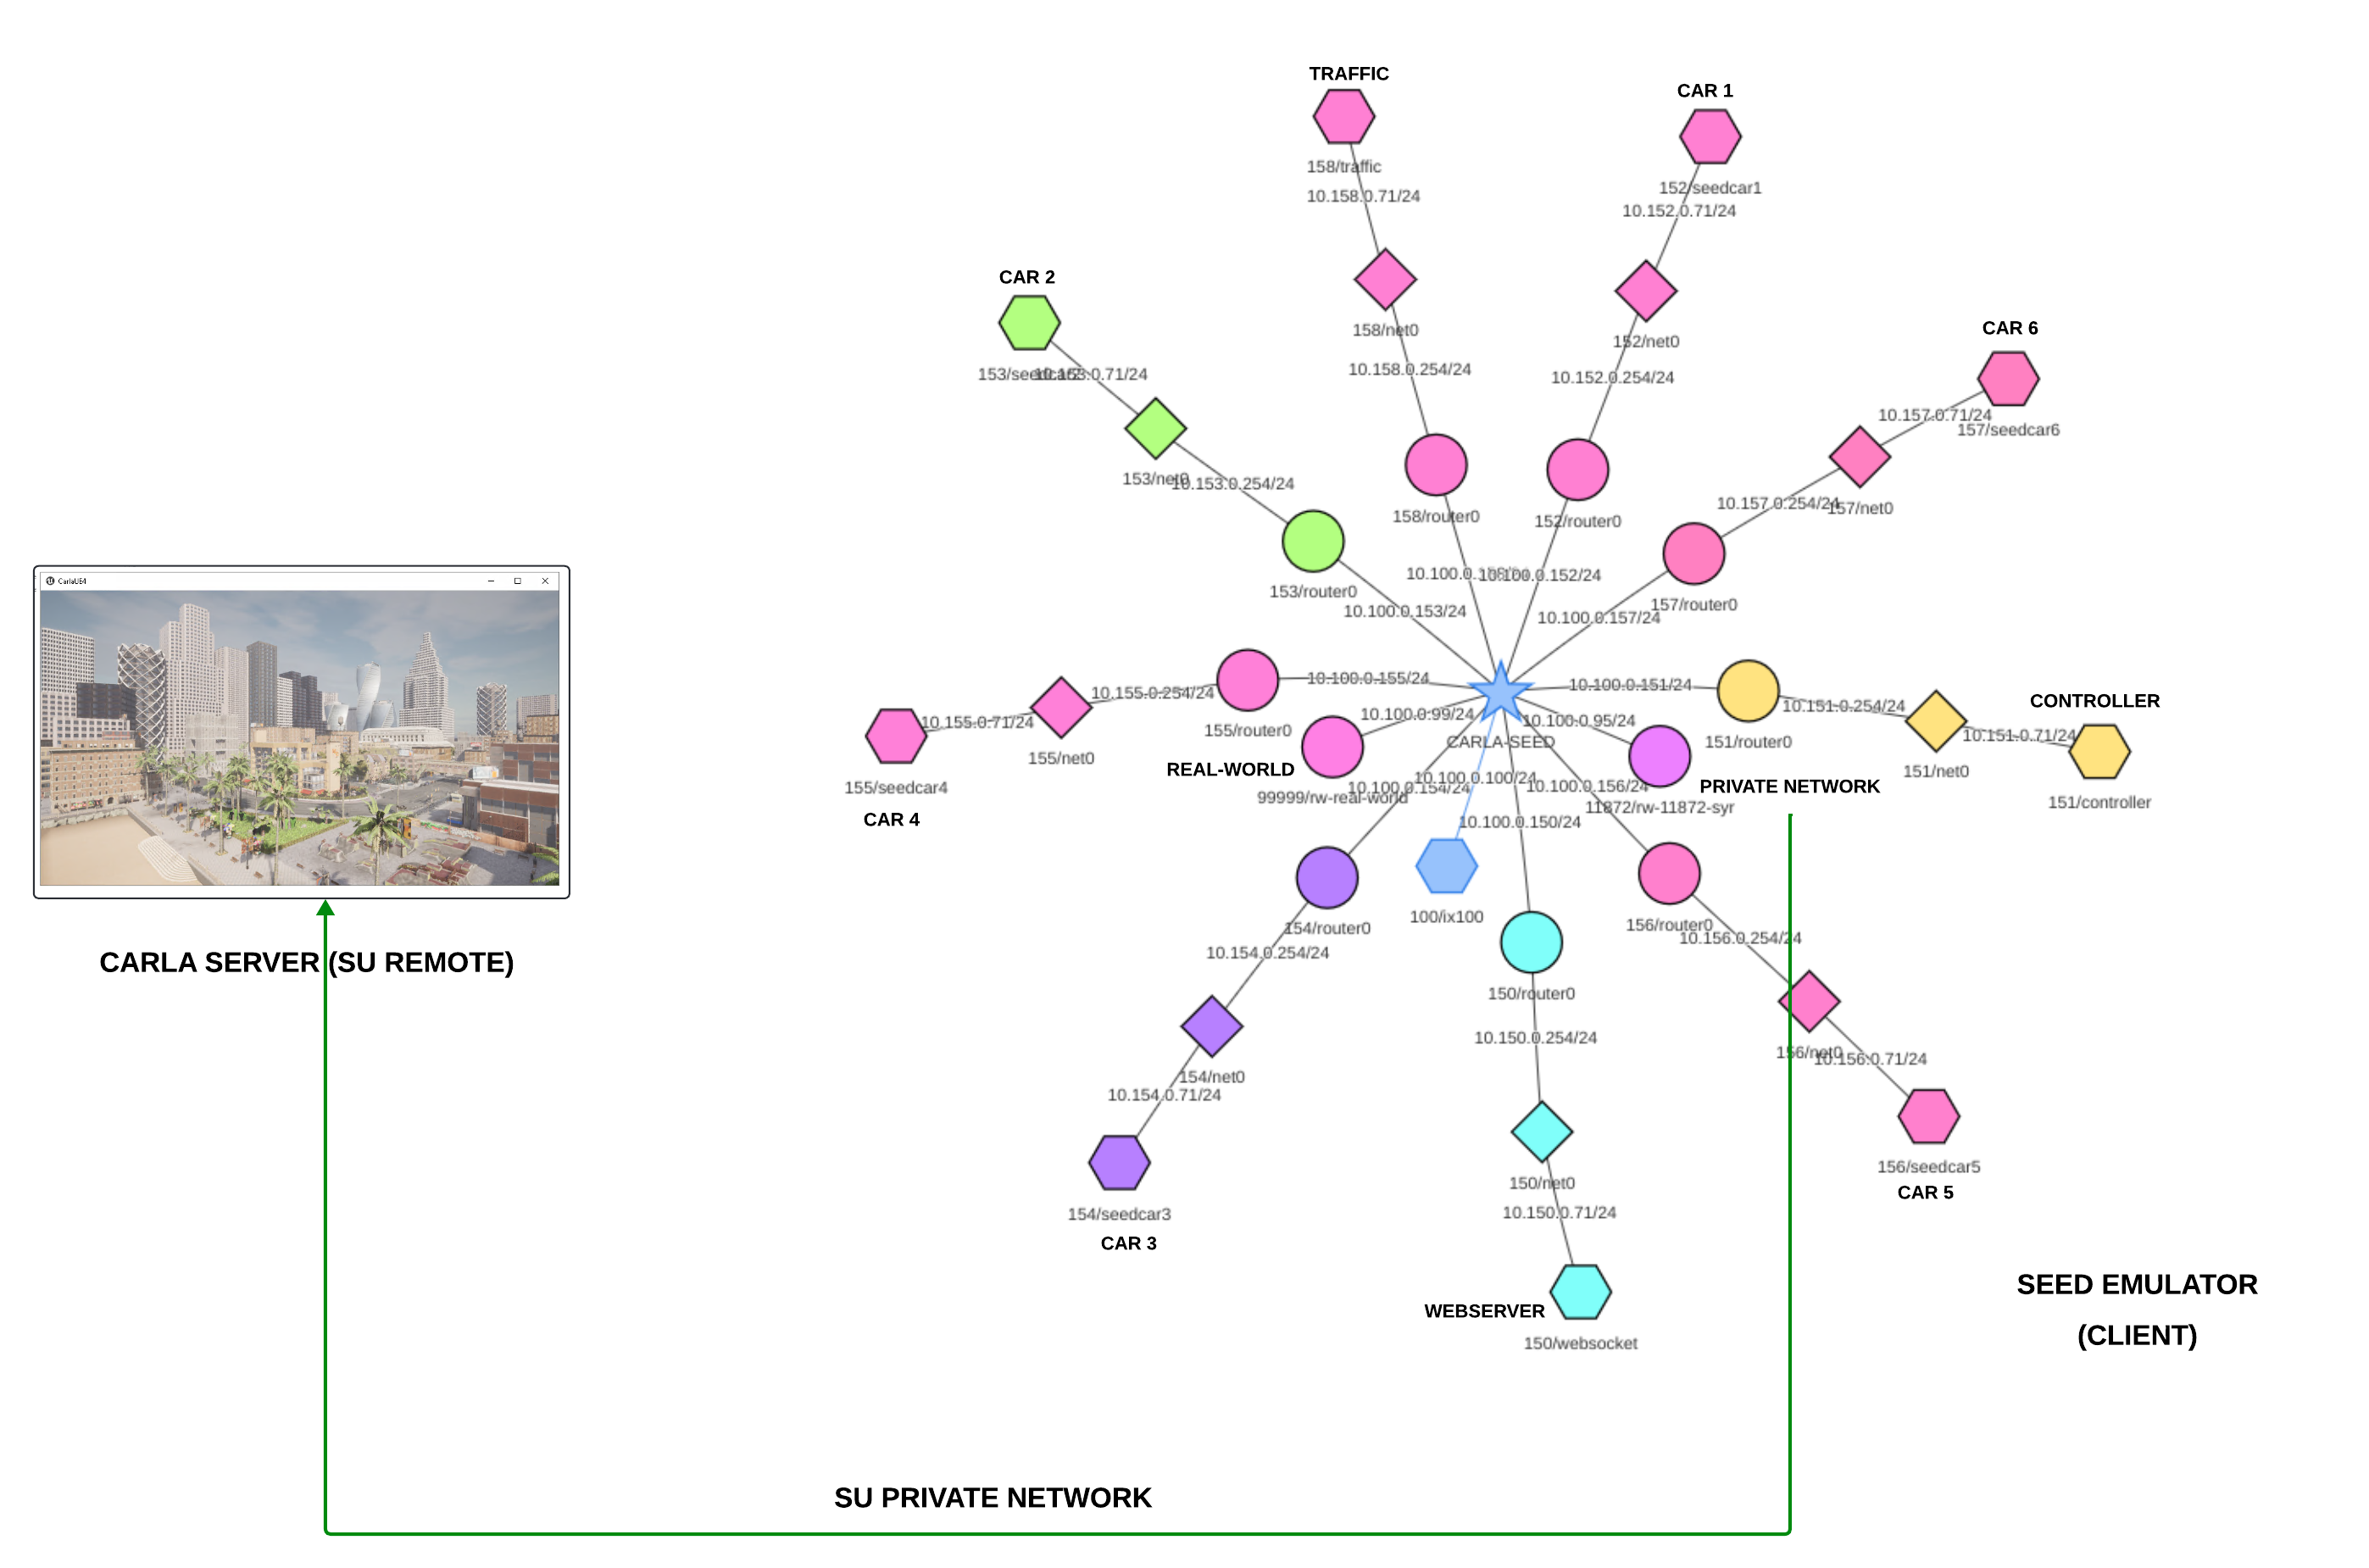 TRAFFIC
158/traffic
10.158.0.71/24
158/net0
10.158.0.254/24
158/router0
CAR 1
152/seedcar1
10.152.0.71/24
152/net0
10.152.0.254/24
152/router0
10.100.0.152/24
CAR 2
10.153.0.71/24
153/net0
10.153.0.254/24
153/router0
10.100.0.153/24
CAR 6
10.157.0.71/24
157/seedcar6
10.157.0.254/24
157/net0
157/router0
10.100.0.157/24
CarlaUE4
CARLA SERVER (SU REMOTE)
10.100.0.155/24
10.155.0.254/24
155/router0
10.155.0.71/24
155/net0
155/seedcar4
CAR 4
10.100.0.151/24
10.151.0.254/24
151/router0
CONTROLLER
10.151.0.71/24
151/net0
151/controller
10.100.0.99/24
10.100.0.95/24
CARLA-SEED
REAL-WORLD
99999/rw-real-world
PRIVATE NETWORK
11872/rw-11872-syr
10.100.0.100/24
10.100.0.154/24
10.100.0.156/24
10.100.0.150/24
100/ix100
154/router0
10.154.0.254/24
154/net0
10.154.0.71/24
154/seedcar3
CAR 3
150/router0
10.150.0.254/24
150/net0
10.150.0.71/24
WEBSERVER
150/websocket
156/router0
10.156.0.254/24
156/net0
10.156.0.71/24
156/seedcar5
CAR 5
SEED EMULATOR
(CLIENT)
SU PRIVATE NETWORK